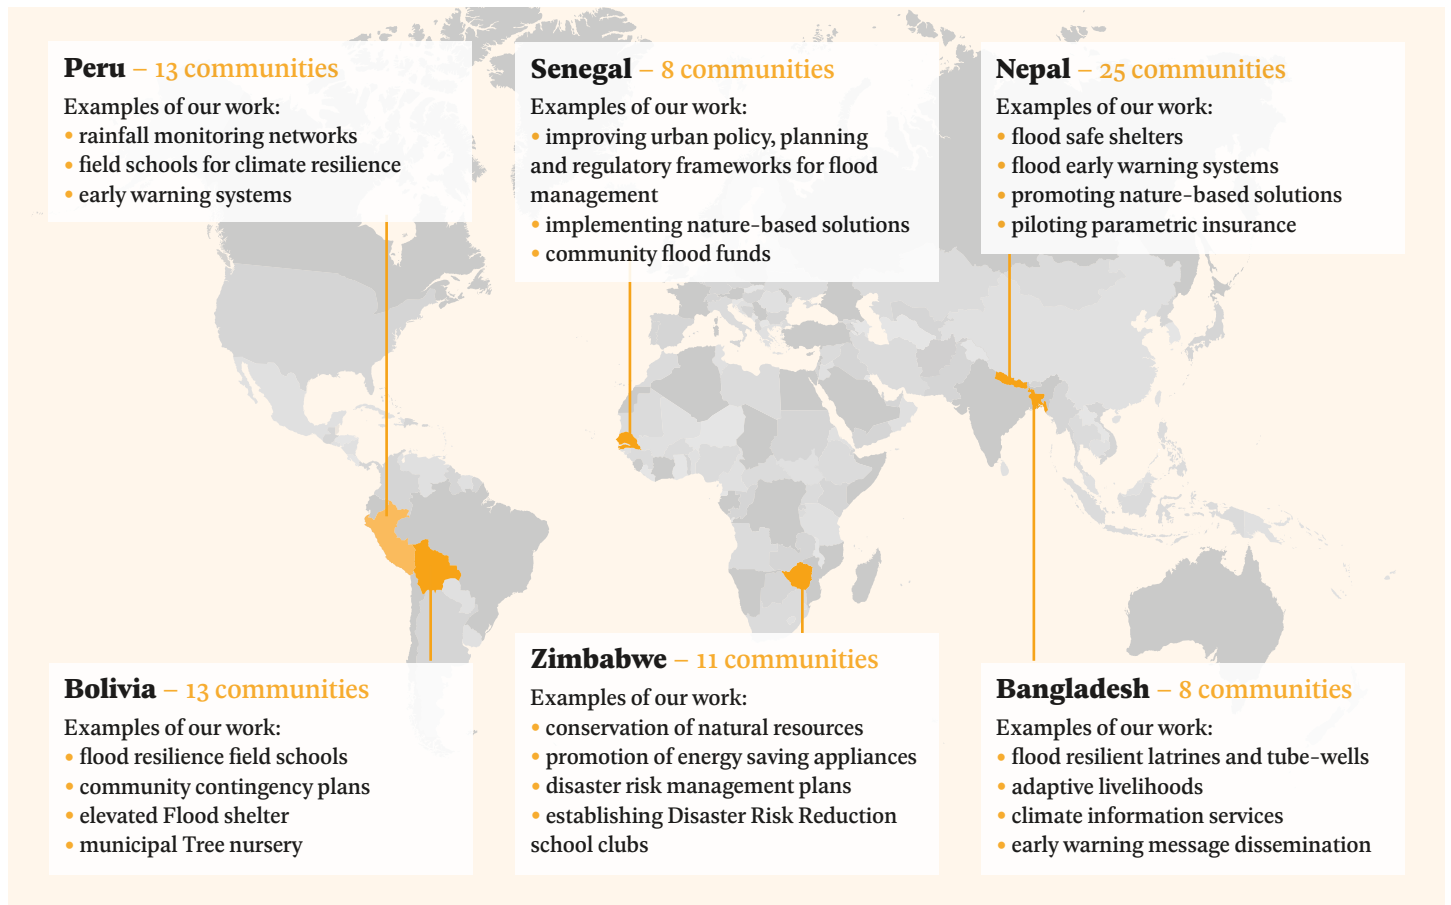 Peru – 13 communities
Examples of our work:
• rainfall monitoring networks
• field schools for climate resilience
• early warning systems
Senegal – 8 communities
Examples of our work:
• improving urban policy, planning
and regulatory frameworks for flood
management
• implementing nature-based solutions
• community flood funds
Nepal – 25 communities
Examples of our work:
• flood safe shelters
• flood early warning systems
• promoting nature-based solutions
• piloting parametric insurance
Bolivia – 13 communities
Examples of our work:
• flood resilience field schools
• community contingency plans
• elevated Flood shelter
• municipal Tree nursery
Zimbabwe – 11 communities
Examples of our work:
• conservation of natural resources
• promotion of energy saving appliances
• disaster risk management plans
• establishing Disaster Risk Reduction
school clubs
Bangladesh – 8 communities
Examples of our work:
• flood resilient latrines and tube-wells
• adaptive livelihoods
• climate information services
• early warning message dissemination